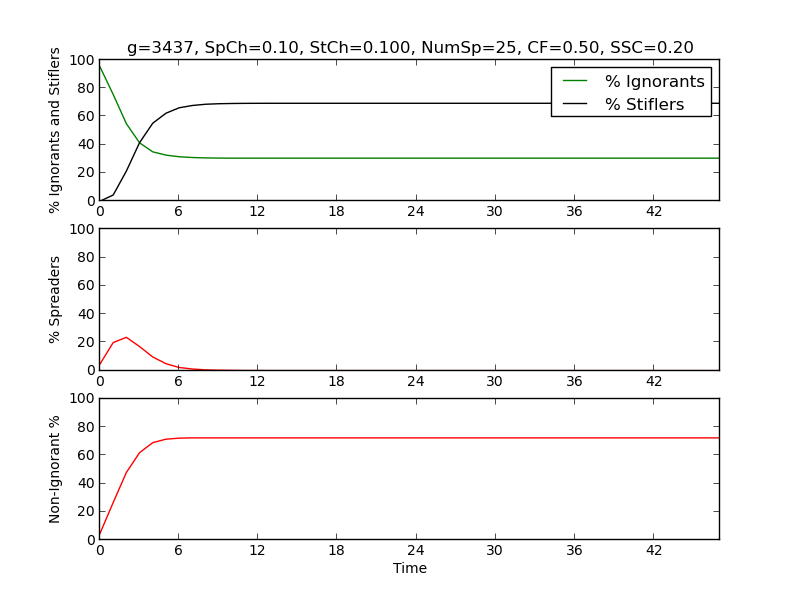 g=3437, SpCh=0.10, StCh=0.100, NumSp=25, CF=0.50, SSC=0.20
% Ignorants and Stiflers
100
80
60
40
20
0
% Ignorants
% Stiflers
0 6 12 18 24 30 36 42
% Spreaders
100
80
60
40
20
0
0 6 12 18 24 30 36 42
Non-Ignorant %
100
80
60
40
20
0
0 6 12 18 24 30 36 42
Time